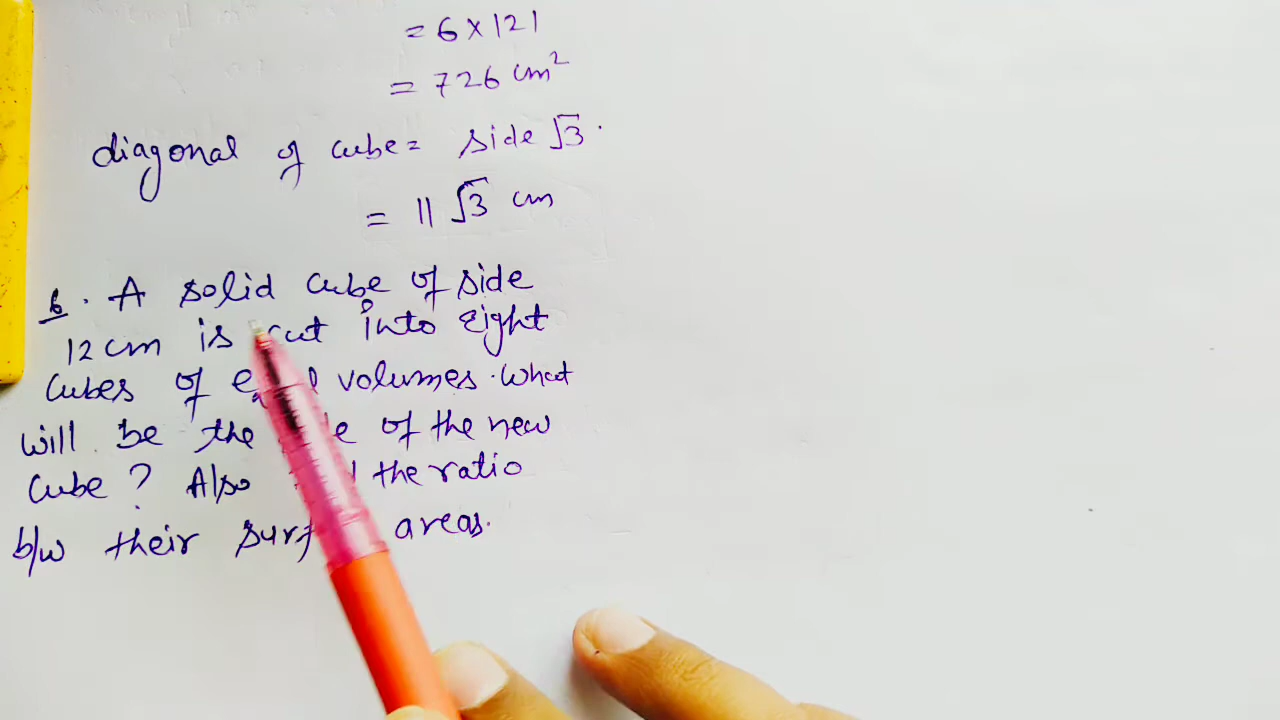 = 6 × 121
= 726 cm²
diagonal of cube = side √3.
= 11 √3 cm
6. A solid cube of side
12 cm is cut into eight
cubes of volumes. What
will be the of the new
cube? Also the ratio
b/w their areas.